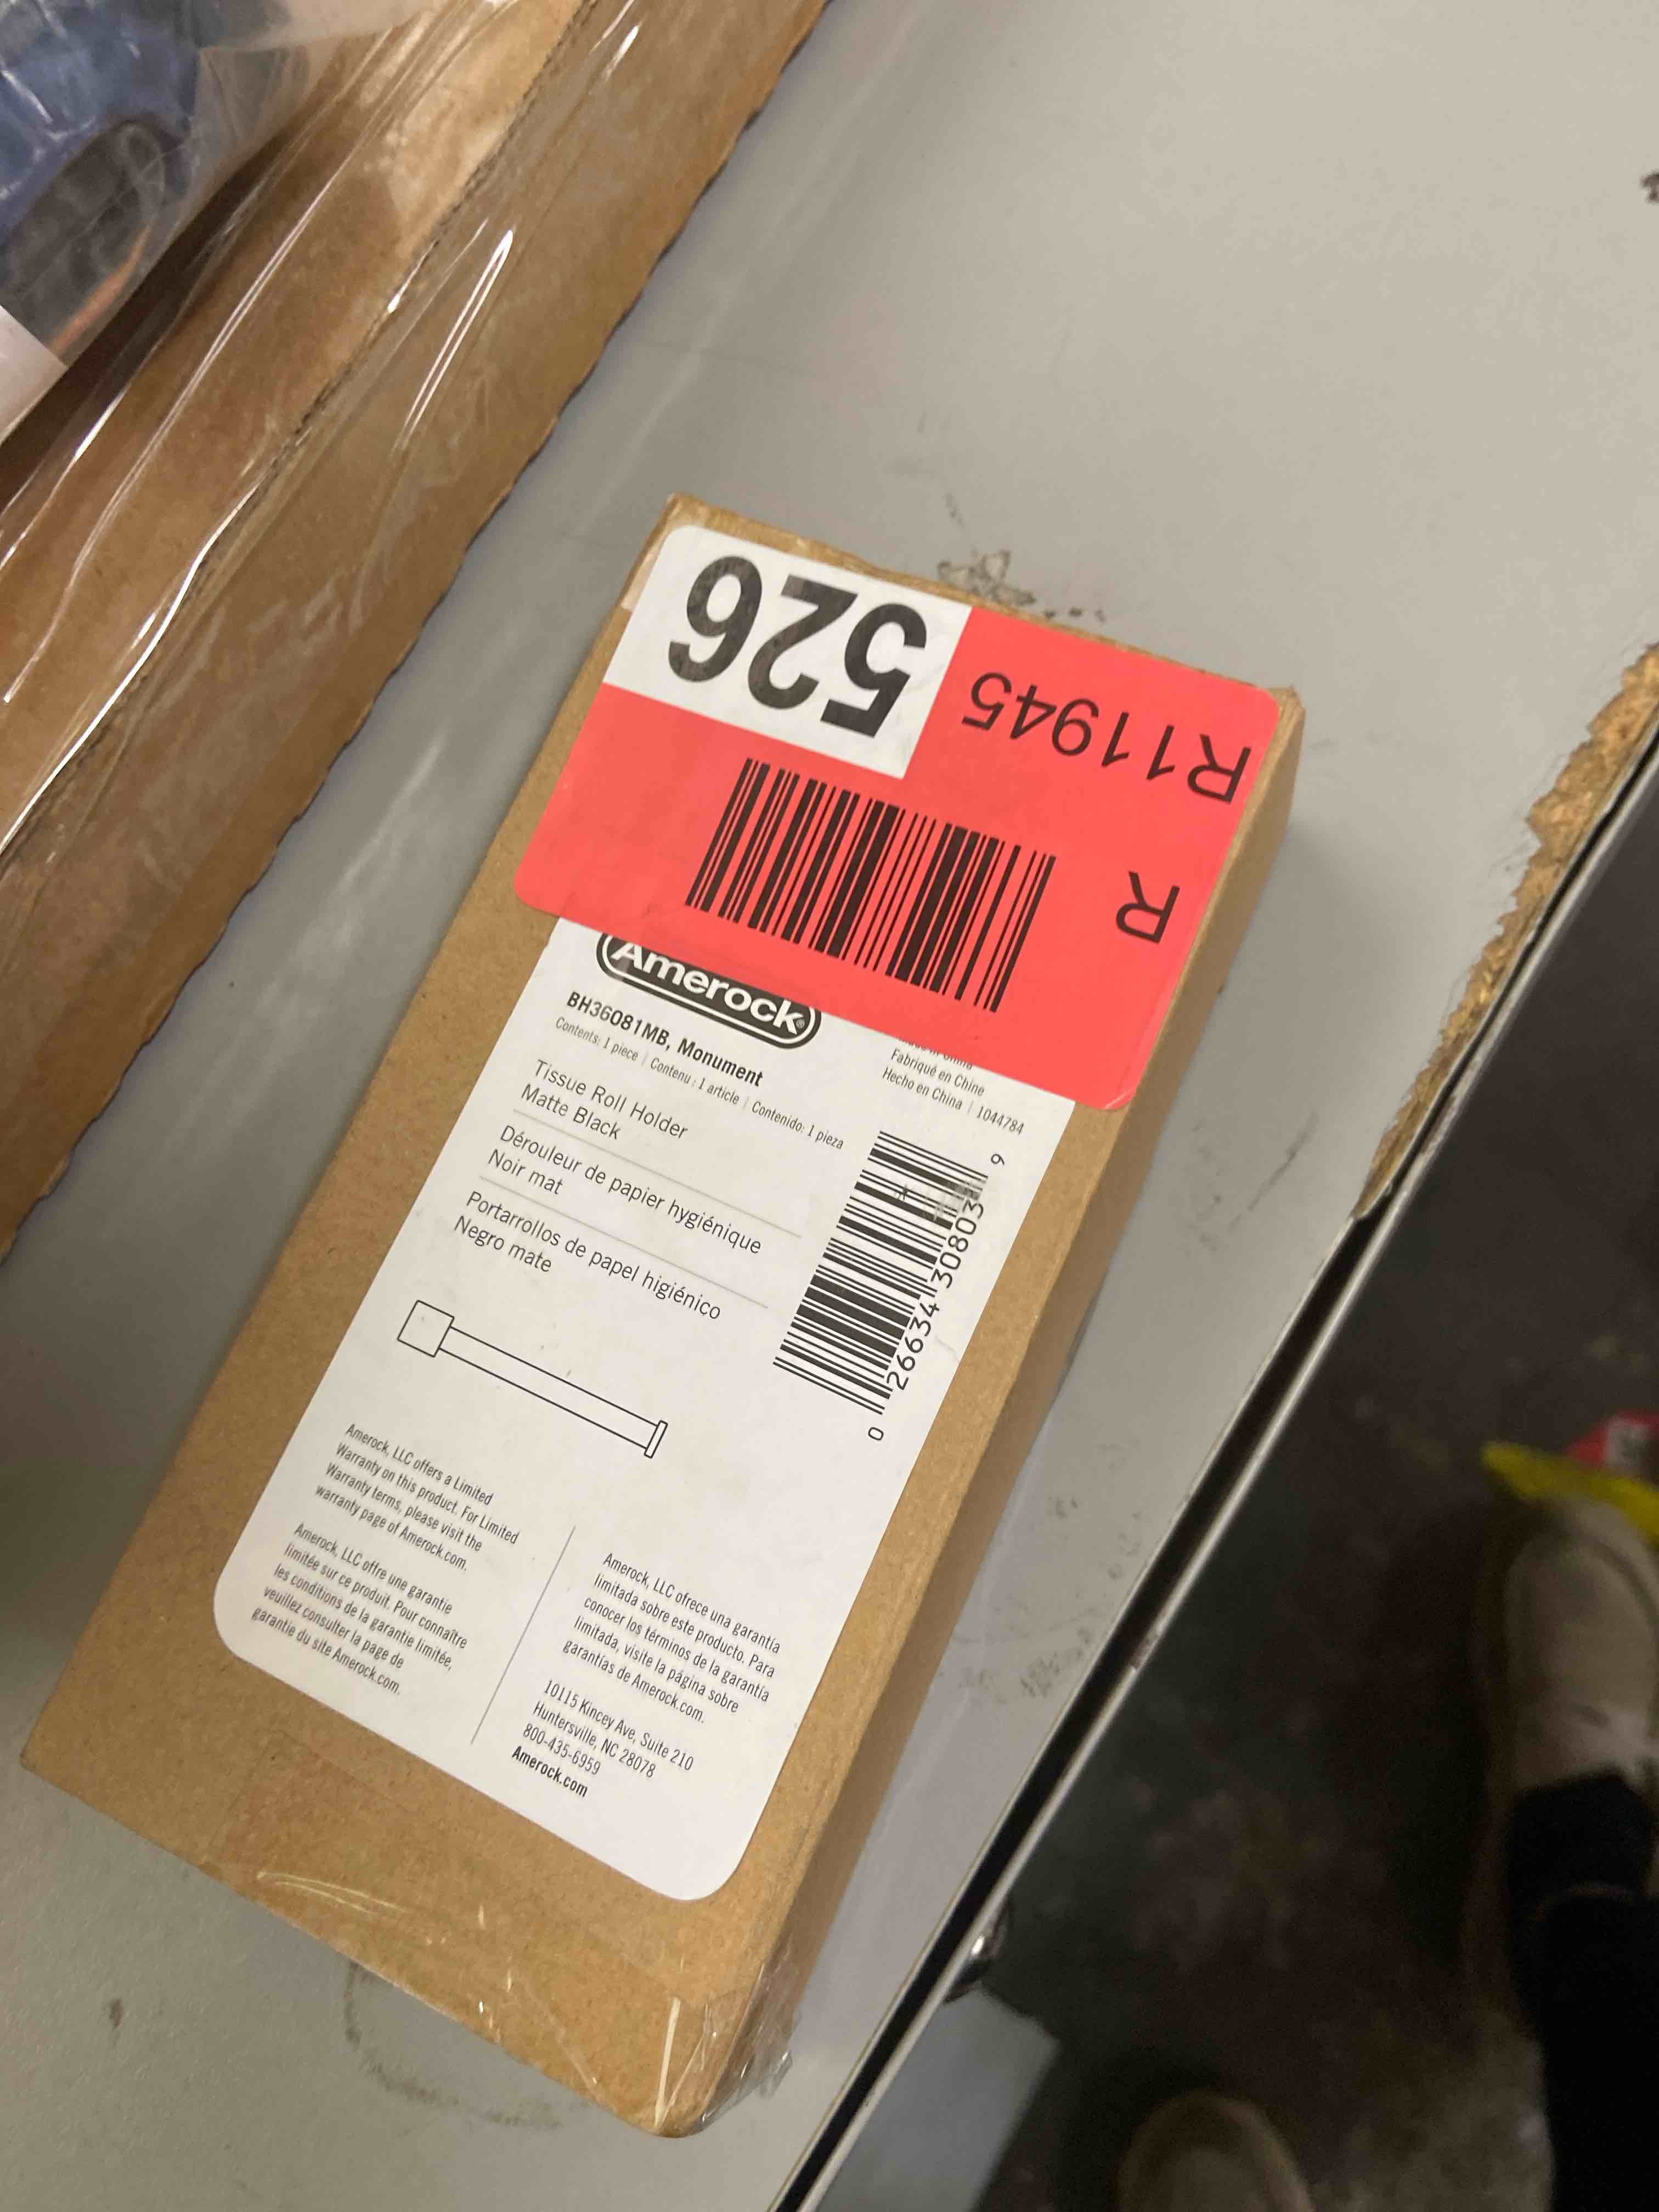 526
R11945
R
Amerock®
BH36081MB, Monument
Contents: 1 piece | Contenu : 1 article | Contenido: 1 pieza
Tissue Roll Holder
Matte Black
Dérouleur de papier hygiénique
Noir mat
Portarrollos de papel higiénico
Negro mate
Fabriqué en Chine
Hecho en China | 1044784
0 26634 30803 9
Amerock, LLC offers a Limited
Warranty on this product. For Limited
Warranty terms, please visit the
warranty page of Amerock.com.
Amerock, LLC offre une garantie
limitée sur ce produit. Pour connaître
les conditions de la garantie limitée,
veuillez consulter la page de
garantie du site Amerock.com.
Amerock, LLC ofrece una garantía
limitada sobre este producto. Para
conocer los términos de la garantía
limitada, visite la página sobre
garantías de Amerock.com.
10115 Kincey Ave, Suite 210
Huntersville, NC 28078
800-435-6959
Amerock.com